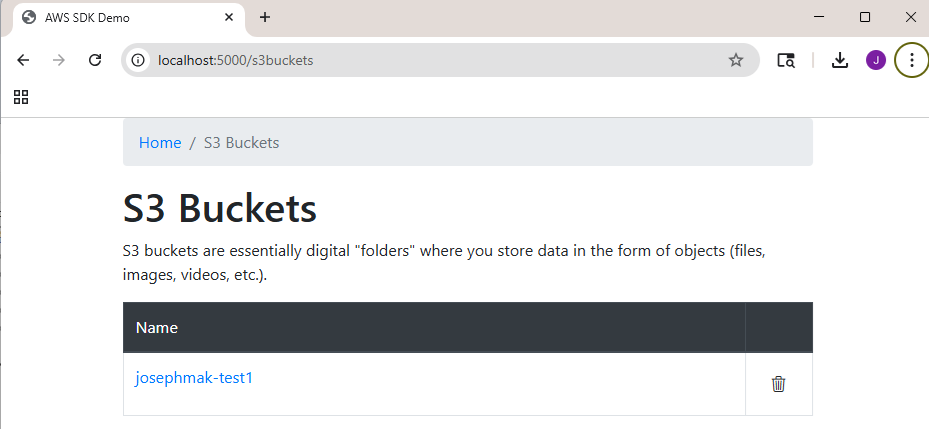 AWS SDK Demo
localhost:5000/s3buckets
J
Home / S3 Buckets
S3 Buckets
S3 buckets are essentially digital "folders" where you store data in the form of objects (files,
images, videos, etc.).
Name
josephmak-test1